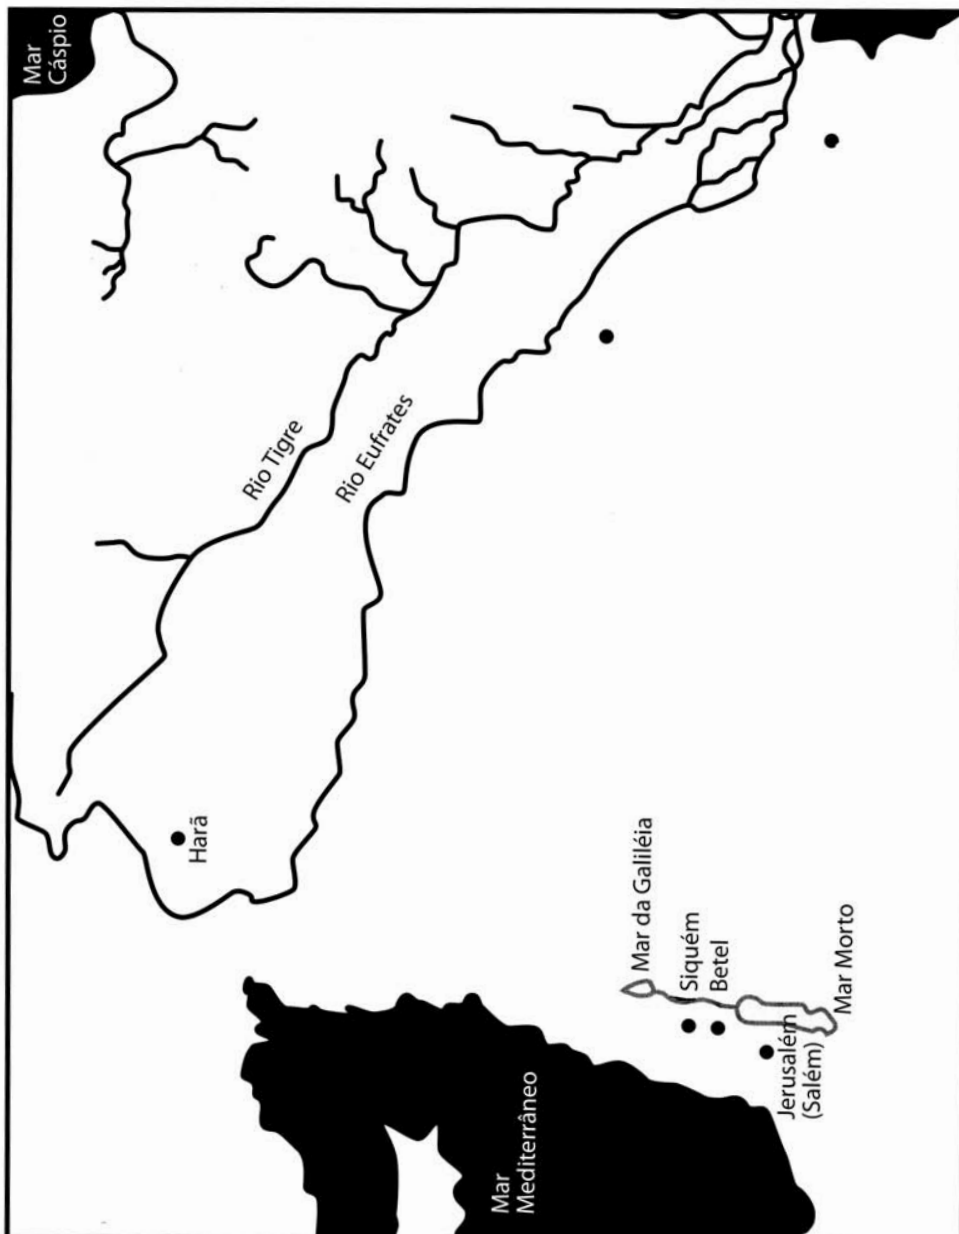 Mar
Cáspio
Rio Tigre
Rio Eufrates
Harã
Mar da Galiléia
Siquém
Betel
Mar Morto
Jerusalém
(Salém)
Mar
Mediterrâneo